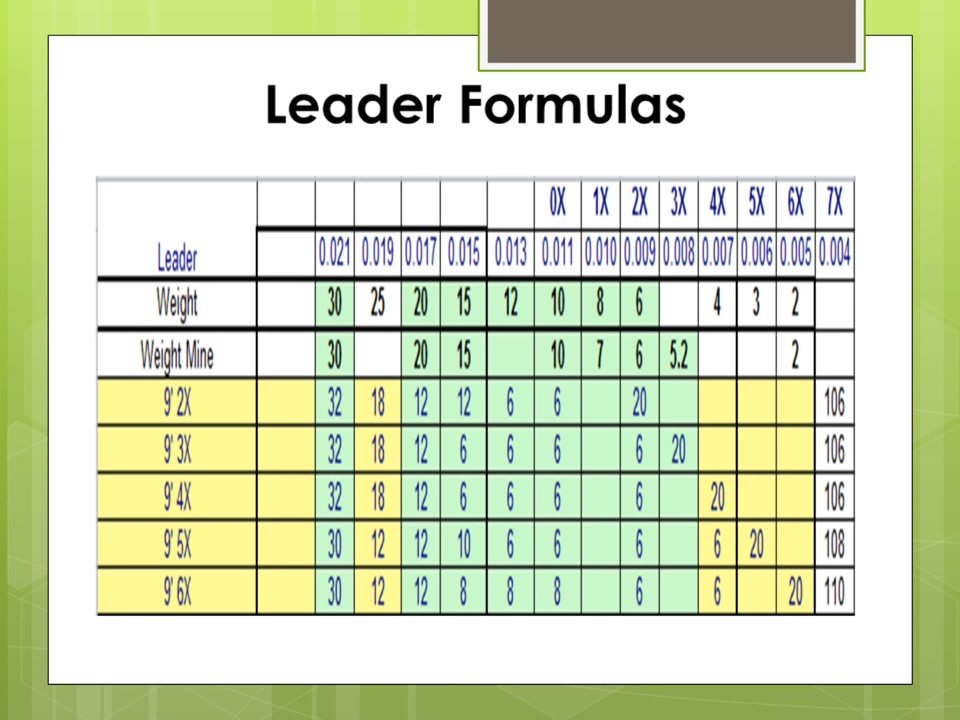 Leader Formulas
0X 1X 2X 3X 4X 5X 6X 7X
Leader 0.021 0.019 0.017 0.015 0.013 0.011 0.010 0.009 0.008 0.007 0.006 0.005 0.004
Weight 30 25 20 15 12 10 8 6 4 3 2
Weight Mine 30 20 15 10 7 6 5.2 2
9' 2X 32 18 12 12 6 6 20 106
9' 3X 32 18 12 6 6 6 6 20 106
9' 4X 32 18 12 6 6 6 6 20 106
9' 5X 30 12 12 10 6 6 6 6 20 108
9' 6X 30 12 12 8 8 8 6 6 20 110